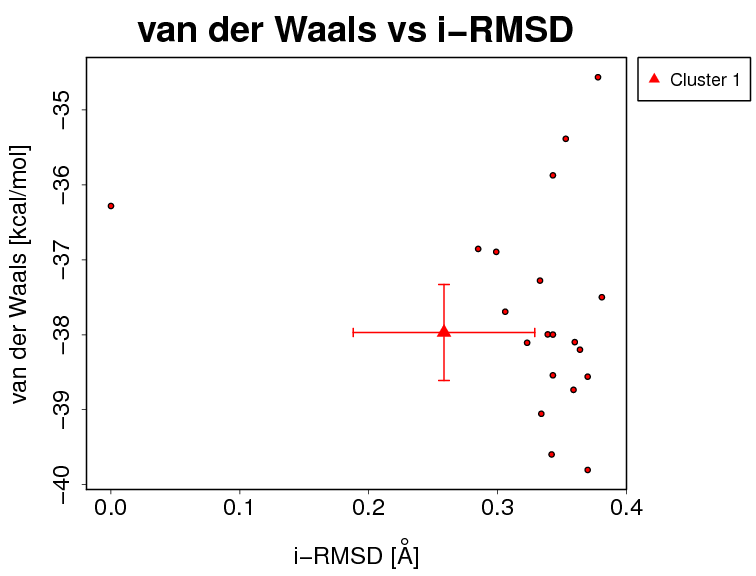 van der Waals vs i−RMSD
Cluster 1
van der Waals [kcal/mol]
−35
−36
−37
−38
−39
−40
0.0 0.1 0.2 0.3 0.4
i−RMSD [Å]